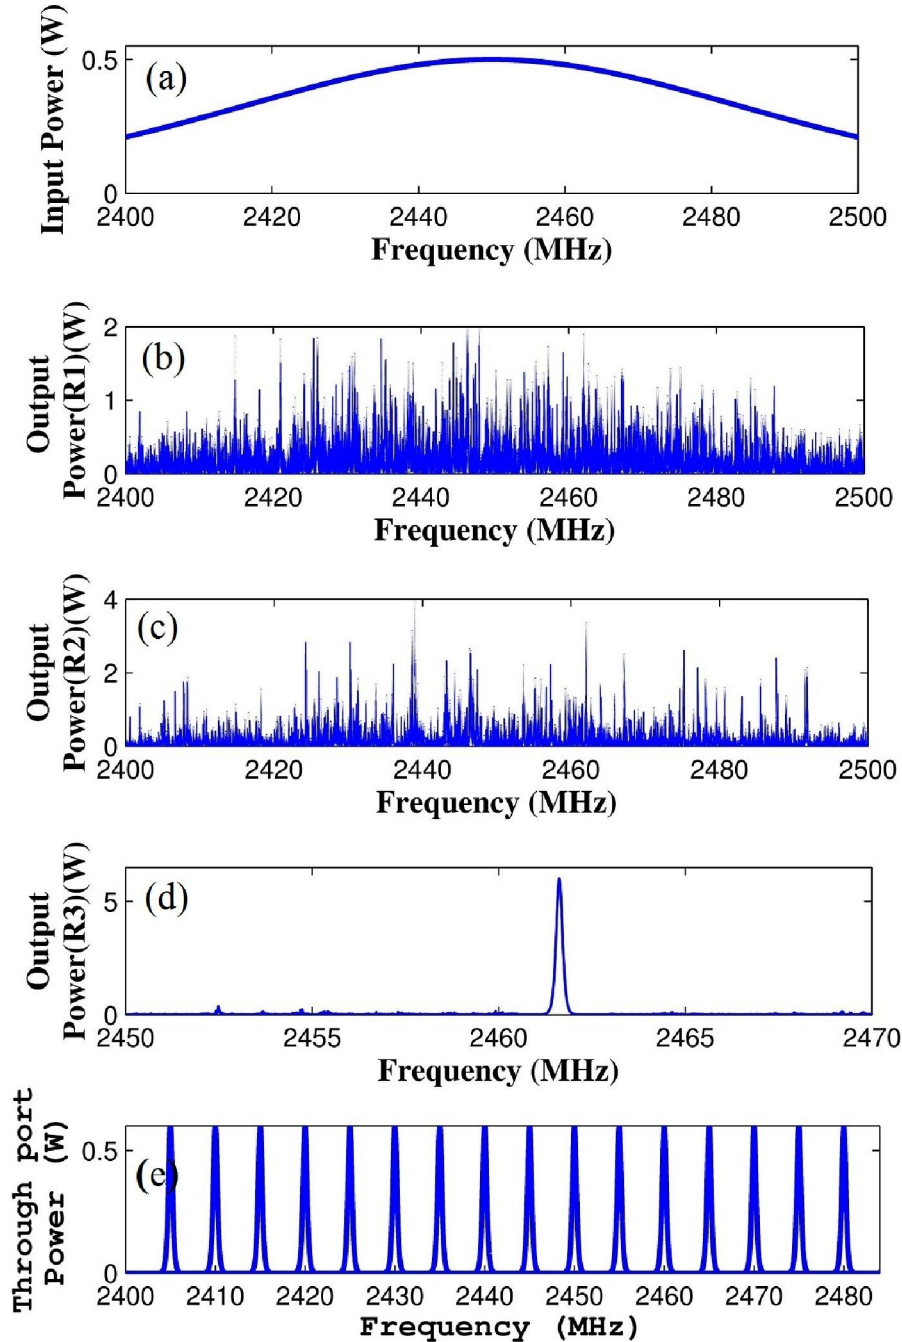 Input Power (W)
(a)
0.5
0
2400 2420 2440 2460 2480 2500
Frequency (MHz)
Output
Power(R1)(W)
(b)
2
1
0
2400 2420 2440 2460 2480 2500
Frequency (MHz)
Output
Power(R2)(W)
(c)
4
2
0
2400 2420 2440 2460 2480 2500
Frequency (MHz)
Output
Power(R3)(W)
(d)
5
0
2450 2455 2460 2465 2470
Frequency (MHz)
Through port
Power (W)
(e)
0.5
0
2400 2410 2420 2430 2440 2450 2460 2470 2480
Frequency (MHz)